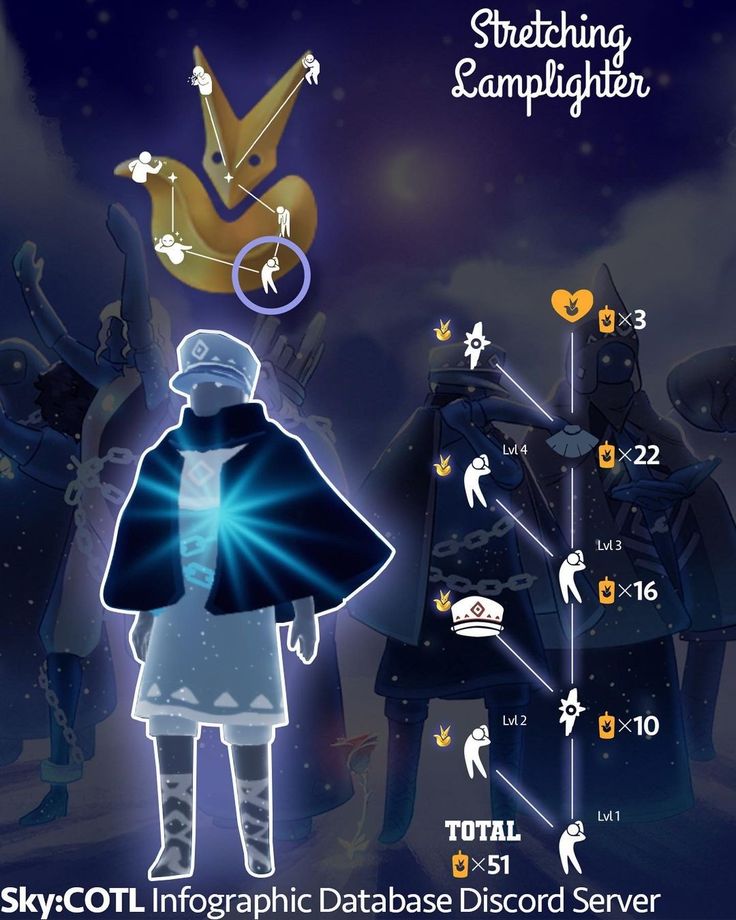 Stretching
Lamplighter
×3
Lvl 4
×22
Lvl 3
×16
Lvl 2
×10
Lvl 1
TOTAL
×51
Sky:COTL Infographic Database Discord Server